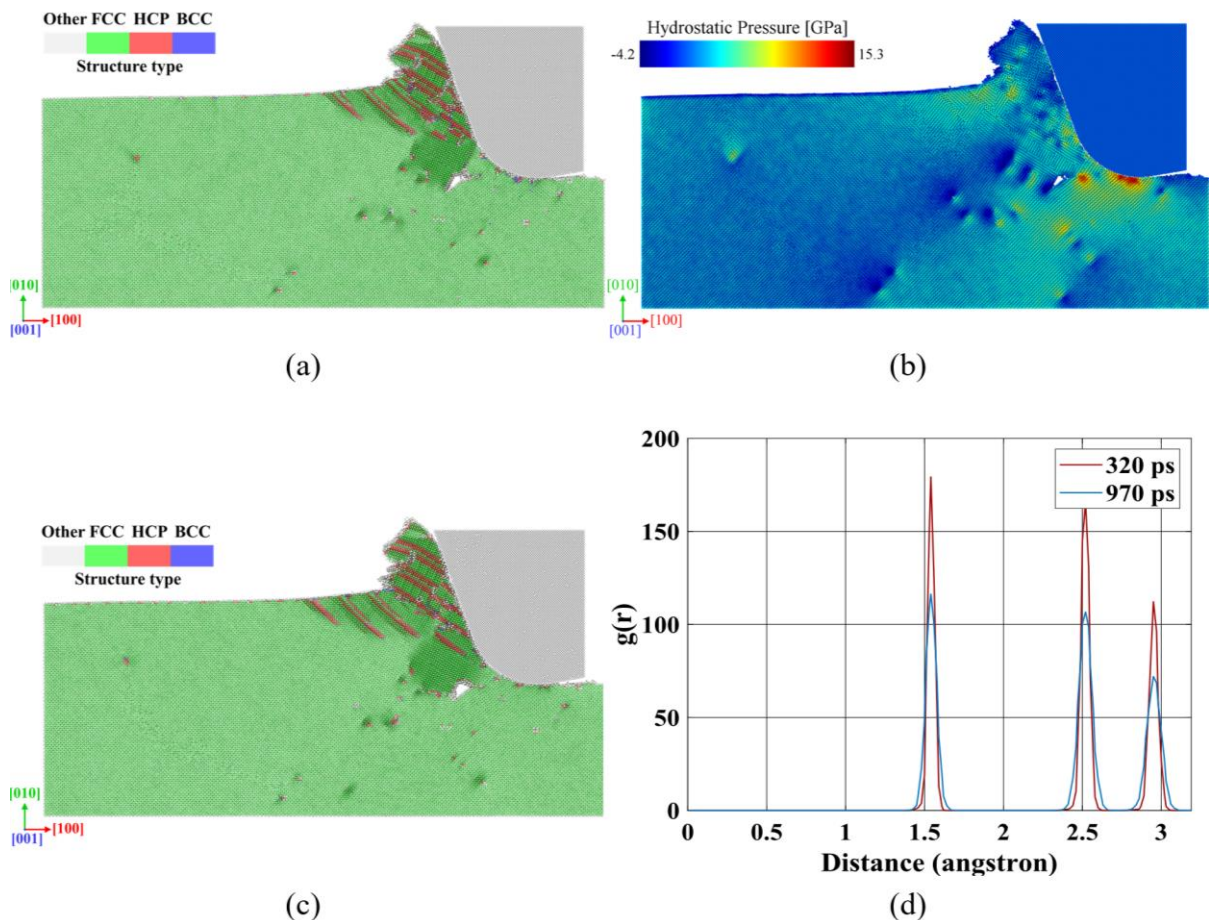 Other FCC HCP BCC
Structure type
[010]
[001]
[100]
(a)
Hydrostatic Pressure [GPa]
-4.2
15.3
[010]
[001]
[100]
(b)
Other FCC HCP BCC
Structure type
[010]
[001]
[100]
(c)
200
150
100
50
0
g(r)
320 ps
970 ps
0 0.5 1 1.5 2 2.5 3
Distance (angstron)
(d)